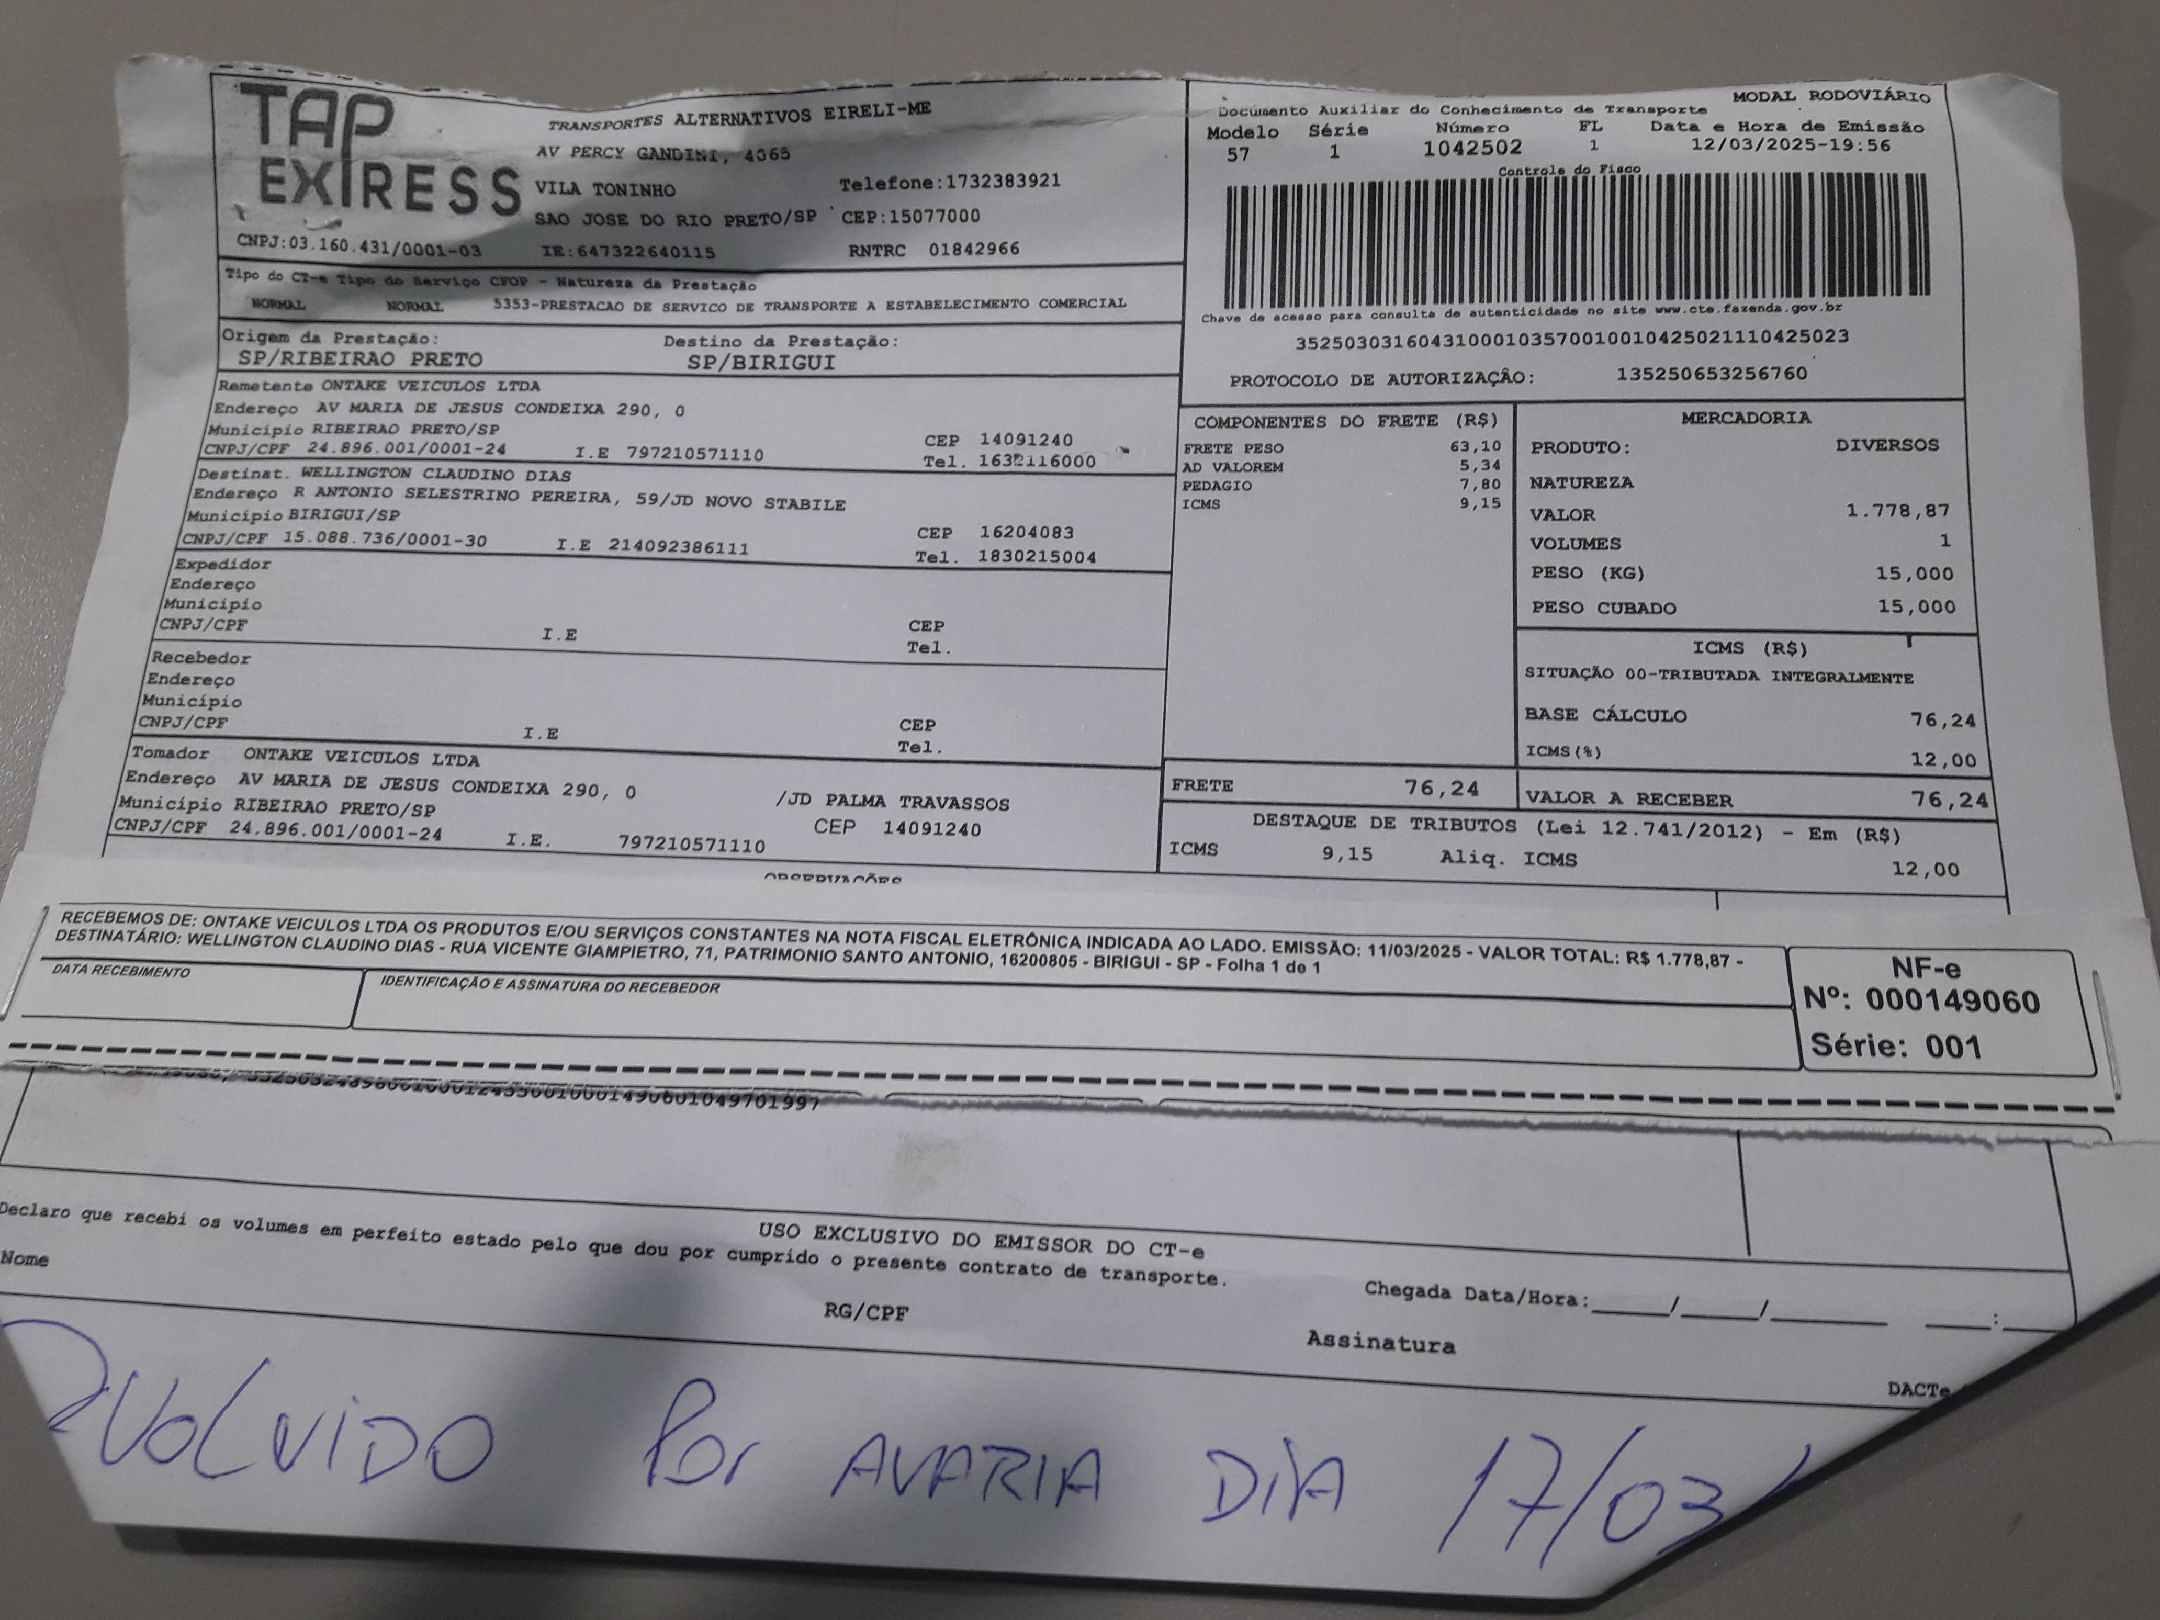 TAP
EXPRESS
TRANSPORTES ALTERNATIVOS EIRELI-ME
AV PERCY GANDINI, 4065
VILA TONINHO Telefone:1732383921
SAO JOSE DO RIO PRETO/SP CEP:15077000
CNPJ:03.160.431/0001-03 IE:647322640115 RNTRC 01842966
MODAL RODOVIÁRIO
Documento Auxiliar do Conhecimento de Transporte
Modelo Série Número FL Data e Hora de Emissão
57 1 1042502 1 12/03/2025-19:56
Controle do Fisco
Chave de acesso para consulta de autenticidade no site www.cte.fazenda.gov.br
35250303160431000103570010010425021110425023
PROTOCOLO DE AUTORIZAÇÃO: 135250653256760
Tipo do CT-e Tipo do Serviço CFOP - Natureza da Prestação
NORMAL NORMAL 5353-PRESTACAO DE SERVICO DE TRANSPORTE A ESTABELECIMENTO COMERCIAL
Origem da Prestação: Destino da Prestação:
SP/RIBEIRAO PRETO SP/BIRIGUI
Remetente ONTAKE VEICULOS LTDA
Endereço AV MARIA DE JESUS CONDEIXA 290, 0
Município RIBEIRAO PRETO/SP CEP 14091240
CNPJ/CPF 24.896.001/0001-24 I.E 797210571110 Tel. 1632116000
Destinat. WELLINGTON CLAUDINO DIAS
Endereço R ANTONIO SELESTRINO PEREIRA, 59/JD NOVO STABILE
Município BIRIGUI/SP CEP 16204083
CNPJ/CPF 15.088.736/0001-30 I.E 214092386111 Tel. 1830215004
Expedidor
Endereço
Município
CNPJ/CPF I.E CEP
Tel.
Recebedor
Endereço
Município
CNPJ/CPF I.E CEP
Tel.
Tomador ONTAKE VEICULOS LTDA
Endereço AV MARIA DE JESUS CONDEIXA 290, 0 /JD PALMA TRAVASSOS
Município RIBEIRAO PRETO/SP CEP 14091240
CNPJ/CPF 24.896.001/0001-24 I.E. 797210571110
COMPONENTES DO FRETE (R$)
FRETE PESO 63,10
AD VALOREM 5,34
PEDAGIO 7,80
ICMS 9,15
FRETE 76,24
MERCADORIA
PRODUTO: DIVERSOS
NATUREZA
VALOR 1.778,87
VOLUMES 1
PESO (KG) 15,000
PESO CUBADO 15,000
ICMS (R$)
SITUAÇÃO 00-TRIBUTADA INTEGRALMENTE
BASE CÁLCULO 76,24
ICMS(%) 12,00
VALOR A RECEBER 76,24
DESTAQUE DE TRIBUTOS (Lei 12.741/2012) - Em (R$)
ICMS 9,15 Aliq. ICMS 12,00
OBSERVAÇÕES
RECEBEMOS DE: ONTAKE VEICULOS LTDA OS PRODUTOS E/OU SERVIÇOS CONSTANTES NA NOTA FISCAL ELETRÔNICA INDICADA AO LADO. EMISSÃO: 11/03/2025 - VALOR TOTAL: R$ 1.778,87 -
DESTINATÁRIO: WELLINGTON CLAUDINO DIAS - RUA VICENTE GIAMPIETRO, 71, PATRIMONIO SANTO ANTONIO, 16200805 - BIRIGUI - SP - Folha 1 de 1
DATA RECEBIMENTO IDENTIFICAÇÃO E ASSINATURA DO RECEBEDOR
NF-e
Nº: 000149060
Série: 001
USO EXCLUSIVO DO EMISSOR DO CT-e
Declaro que recebi os volumes em perfeito estado pelo que dou por cumprido o presente contrato de transporte.
Nome RG/CPF Assinatura Chegada Data/Hora:_____/_____/_______ ____:____
DACTe
DVOLVIDO Por AVARIA DIA 17/03/